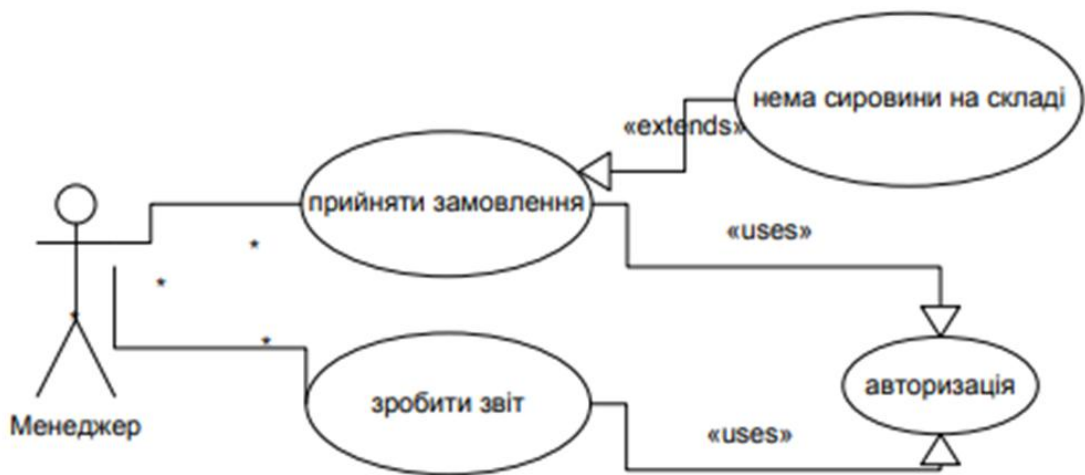 нема сировини на складі
«extends»
прийняти замовлення
«uses»
*
*
*
*
зробити звіт
авторизація
Менеджер
«uses»